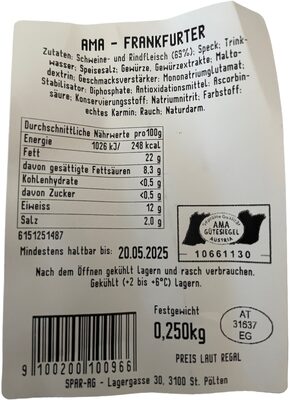 AMA - FRANKFURTER
Zutaten: Schweine- und Rindfleisch (69%); Speck; Trink-
wasser; Speisesalz; Gewürze, Gewürzextrakte; Malto-
dextrin; Geschmacksverstärker: Mononatriumglutamat;
Stabilisator: Diphosphate; Antioxidationsmittel: Ascorbin-
säure; Konservierungsstoff: Natriumnitrit; Farbstoff:
echtes Karmin; Rauch; Naturdarm.
Durchschnittliche Nährwerte pro 100g
Energie 1026 kJ/ 248 kcal
Fett 22 g
davon gesättigte Fettsäuren 8,3 g
Kohlenhydrate <0,5 g
davon Zucker <0,5 g
Eiweiss 12 g
Salz 2,0 g
6151251487
Mindestens haltbar bis: 20.05.2025
AMA
GÜTESIEGEL
AUSTRIA
10661130
Nach dem Öffnen gekühlt lagern und rasch verbrauchen.
Gekühlt (+2 bis +6°C) lagern!
Festgewicht
0,250kg
AT
31637
EG
PREIS LAUT REGAL
9 100200 100966
SPAR-AG - Lagergasse 30, 3100 St. Pölten